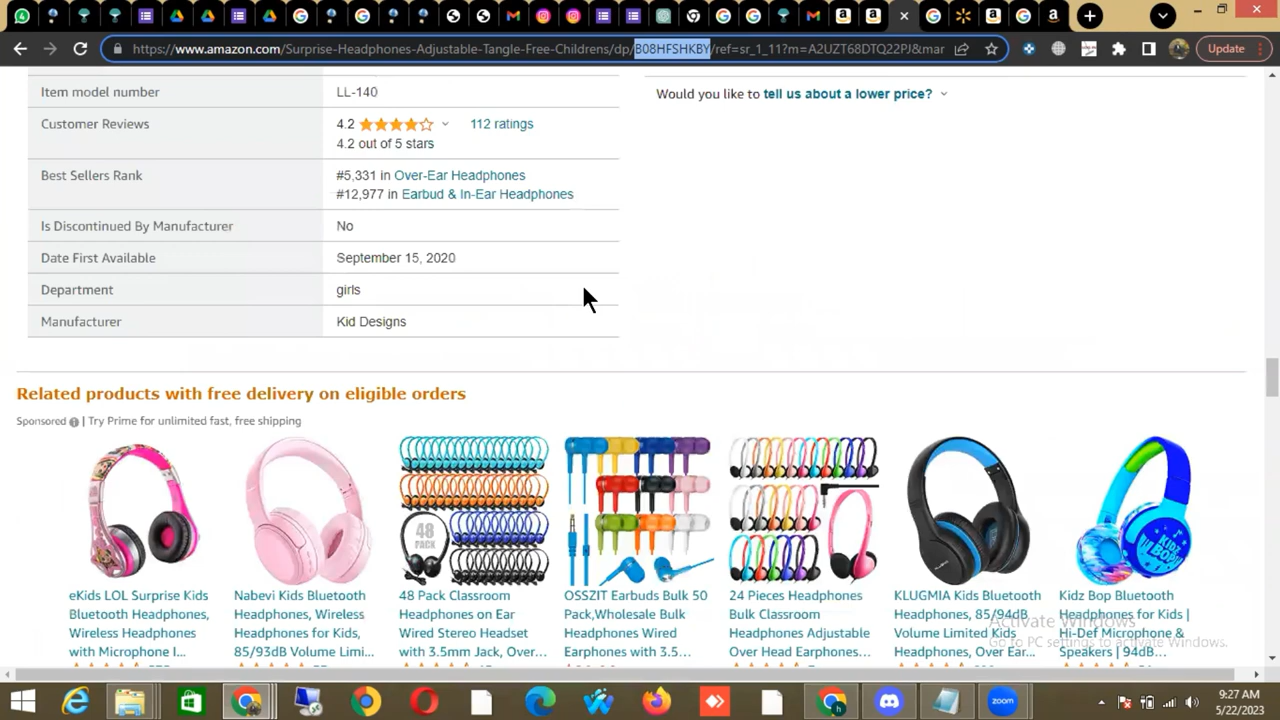 https://www.amazon.com/Surprise-Headphones-Adjustable-Tangle-Free-Childrens/dp/B08HFSHKBY/ref=sr_1_11?m=A2UZT68DTQ22PJ&mar
Update
Item model number LL-140
Would you like to tell us about a lower price?
Customer Reviews 4.2 112 ratings
4.2 out of 5 stars
Best Sellers Rank #5,331 in Over-Ear Headphones
#12,977 in Earbud & In-Ear Headphones
Is Discontinued By Manufacturer No
Date First Available September 15, 2020
Department girls
Manufacturer Kid Designs
Related products with free delivery on eligible orders
Sponsored | Try Prime for unlimited fast, free shipping
48
PACK
KIDZ
BOP
eKids LOL Surprise Kids
Bluetooth Headphones,
Wireless Headphones
with Microphone I...
Nabevi Kids Bluetooth
Headphones, Wireless
Headphones for Kids,
85/93dB Volume Limi...
48 Pack Classroom
Headphones on Ear
Wired Stereo Headset
with 3.5mm Jack, Over...
OSSZIT Earbuds Bulk 50
Pack,Wholesale Bulk
Headphones Wired
Earphones with 3.5...
24 Pieces Headphones
Bulk Classroom
Headphones Adjustable
Over Head Earphones...
KLUGMIA Kids Bluetooth
Headphones, 85/94dB
Volume Limited Kids
Headphones, Over Ear...
Kidz Bop Bluetooth
Headphones for Kids |
Hi-Def Microphone &
Speakers | 94dB...
Activate Windows
Go to PC settings to activate Windows.
zoom
9:27 AM
5/22/2023